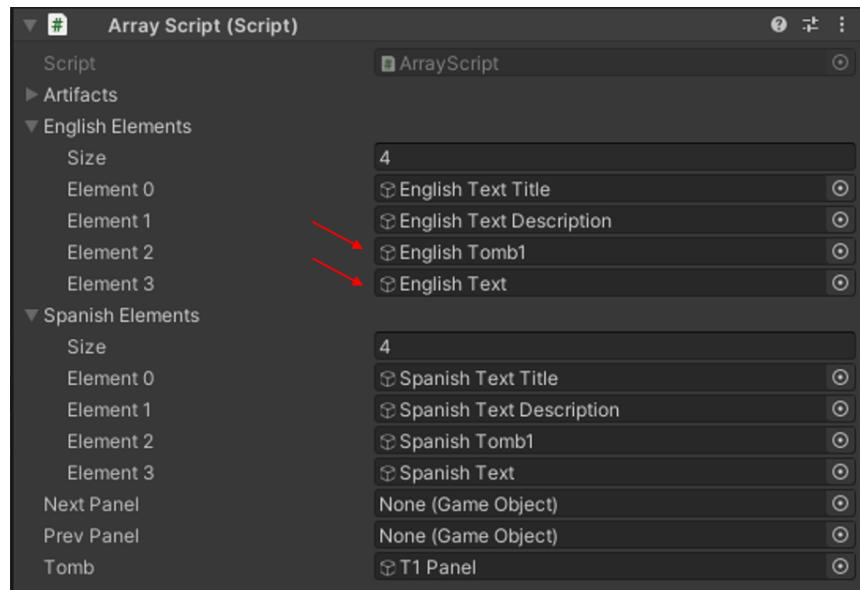 Array Script (Script)
Script ArrayScript
Artifacts
English Elements
Size 4
Element 0 English Text Title
Element 1 English Text Description
Element 2 English Tomb1
Element 3 English Text
Spanish Elements
Size 4
Element 0 Spanish Text Title
Element 1 Spanish Text Description
Element 2 Spanish Tomb1
Element 3 Spanish Text
Next Panel None (Game Object)
Prev Panel None (Game Object)
Tomb T1 Panel